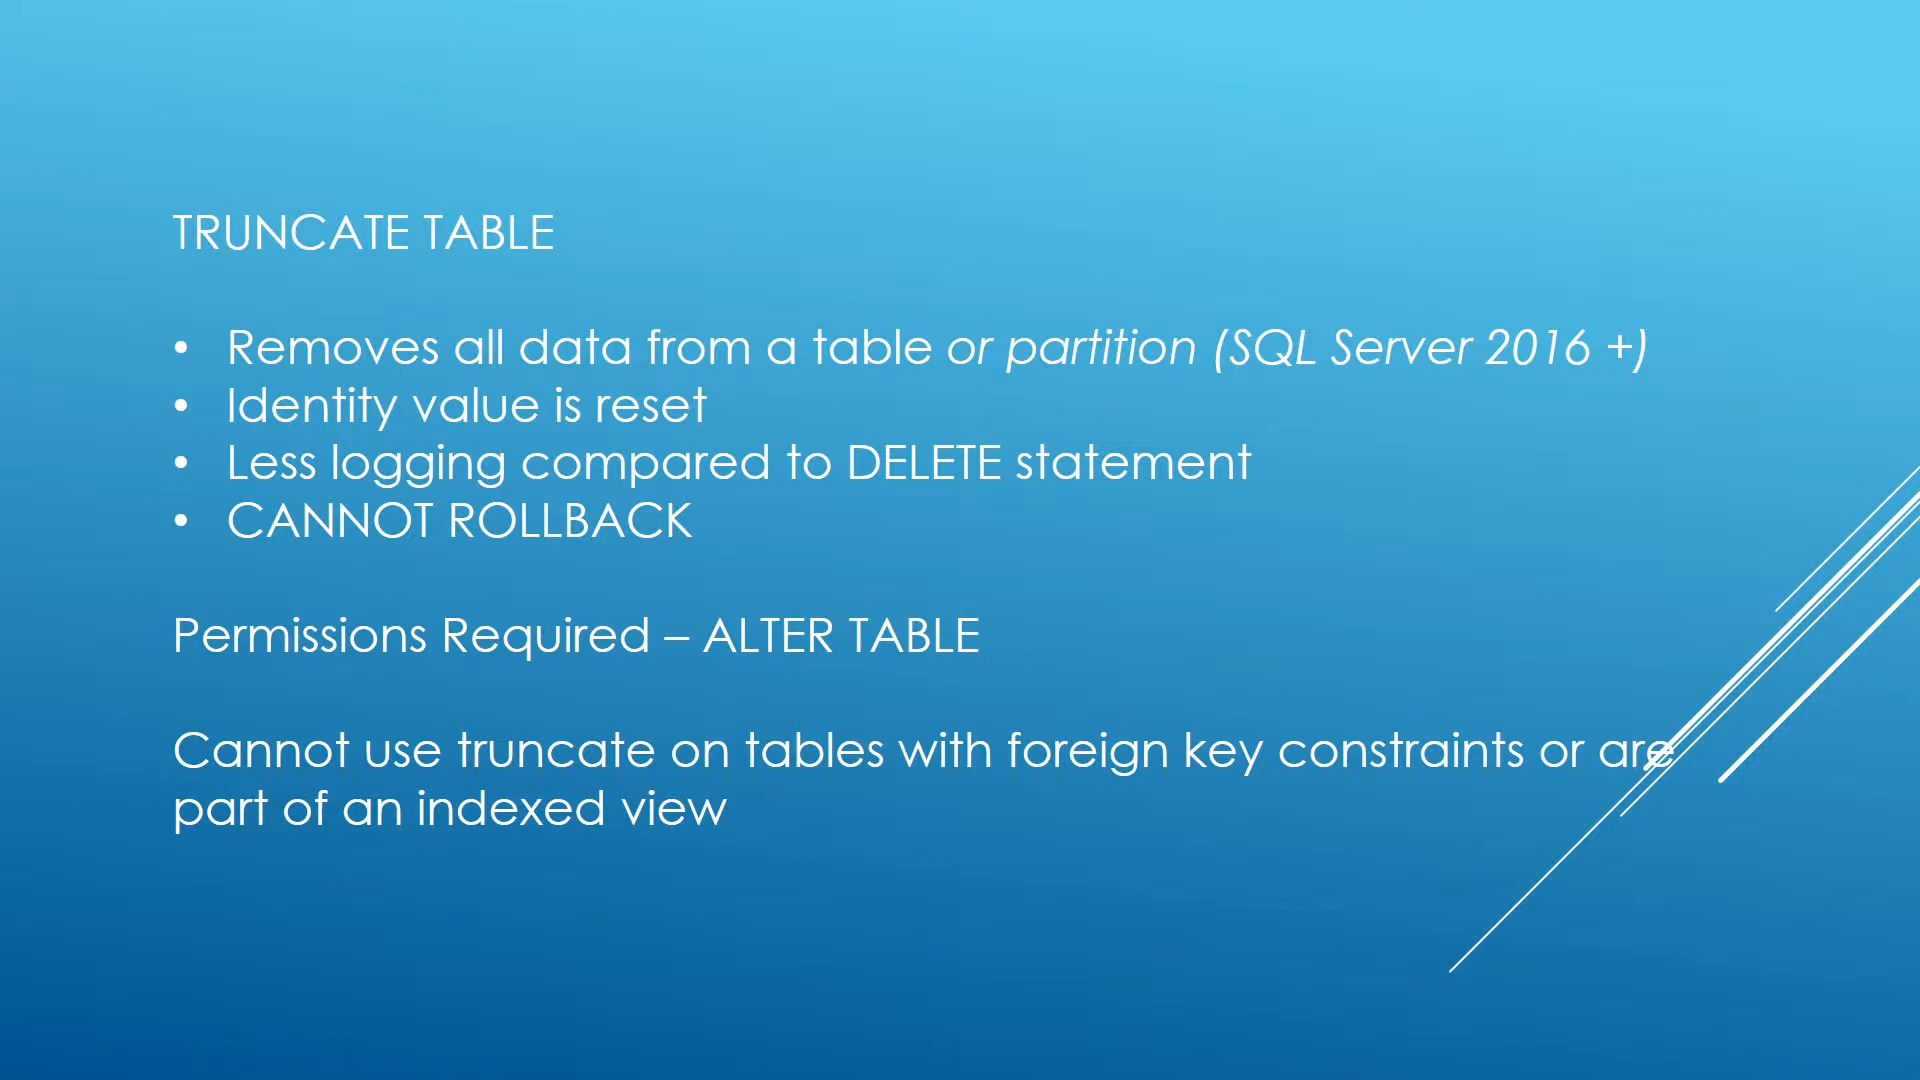 TRUNCATE TABLE
• Removes all data from a table or partition (SQL Server 2016 +)
• Identity value is reset
• Less logging compared to DELETE statement
• CANNOT ROLLBACK
Permissions Required – ALTER TABLE
Cannot use truncate on tables with foreign key constraints or are
part of an indexed view